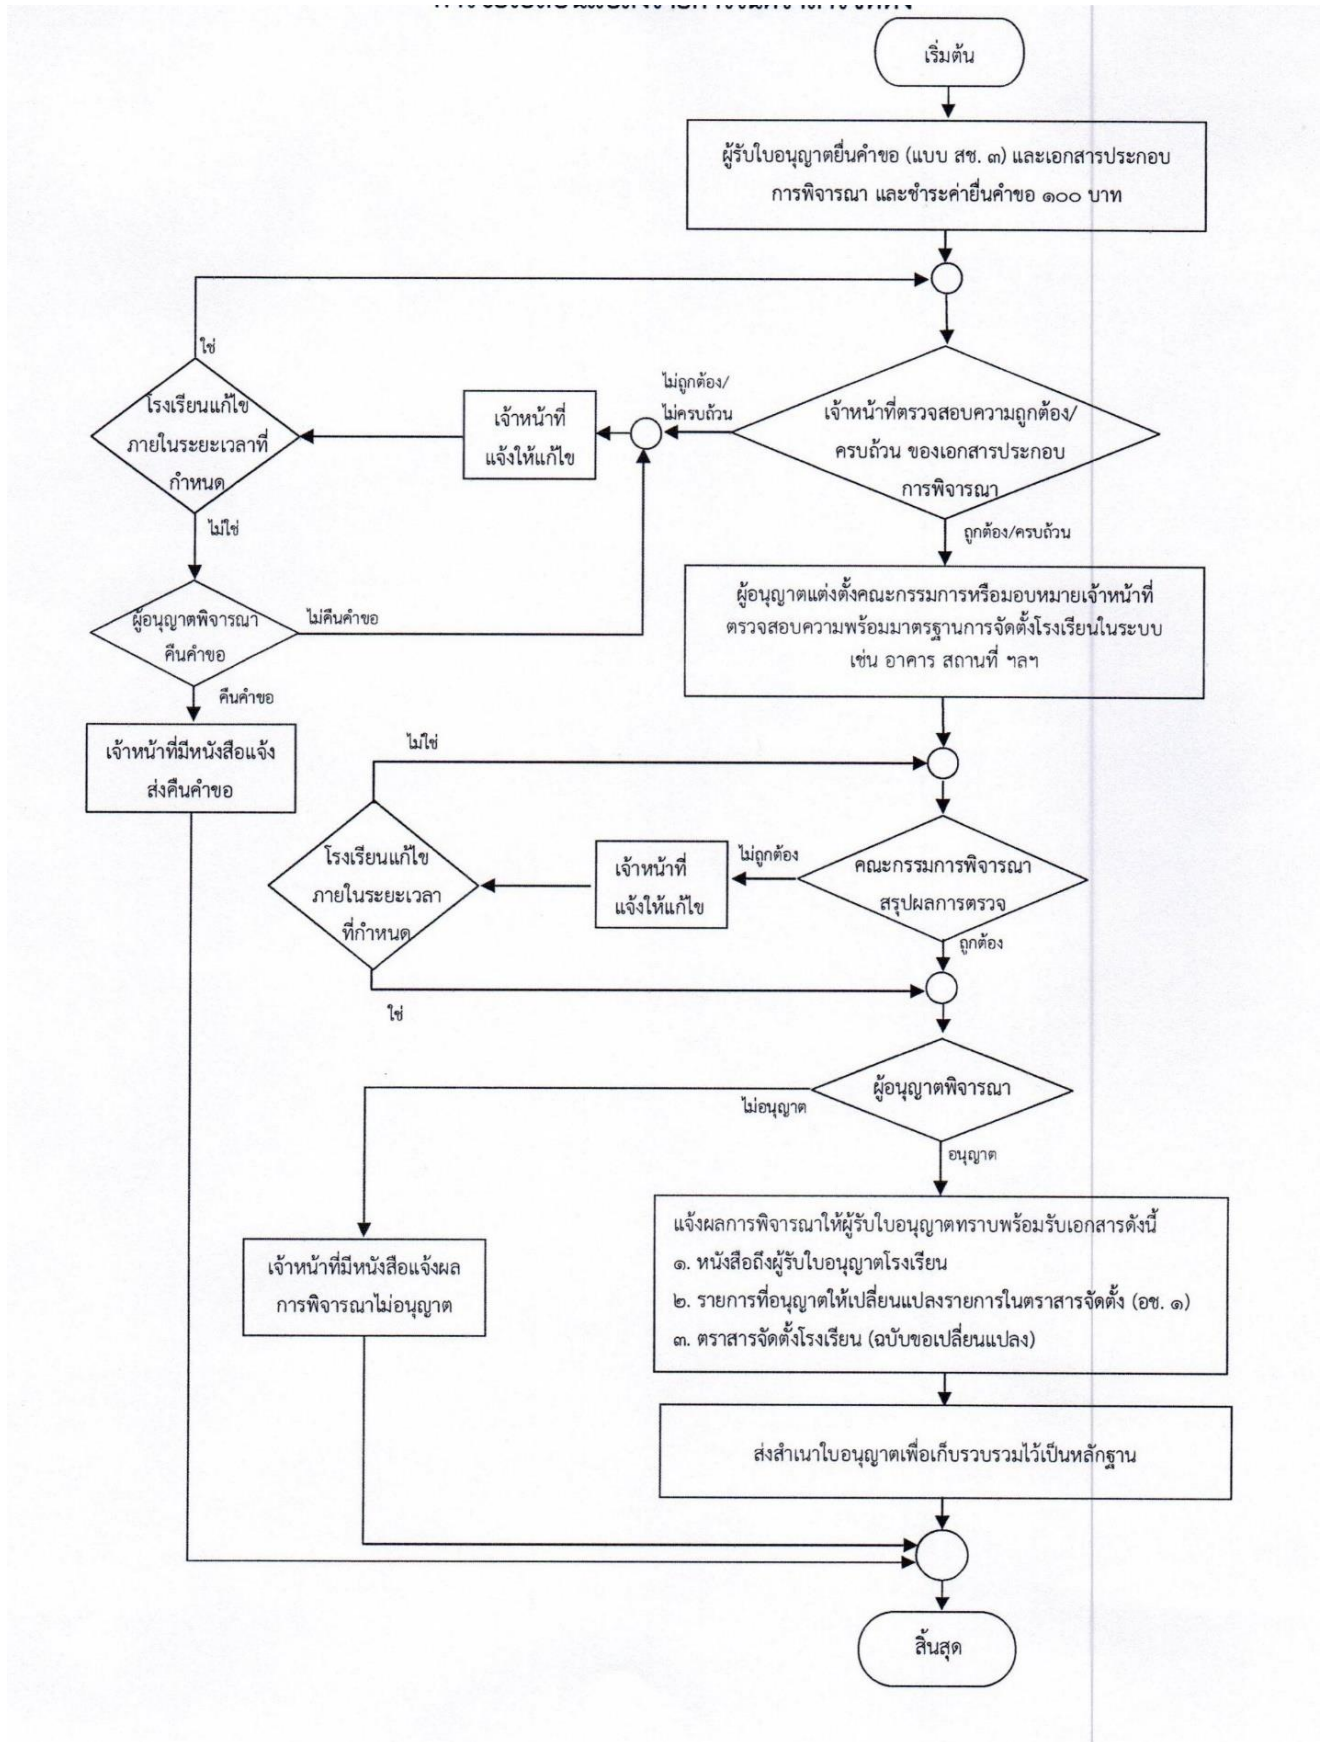 เริ่มต้น
ผู้รับใบอนุญาตยื่นคำขอ (แบบ สช. ๓) และเอกสารประกอบ
การพิจารณา และชำระค่ายื่นคำขอ ๑๐๐ บาท
ใช่
ไม่ถูกต้อง/
ไม่ครบถ้วน
โรงเรียนแก้ไข
ภายในระยะเวลาที่
กำหนด
เจ้าหน้าที่
แจ้งให้แก้ไข
เจ้าหน้าที่ตรวจสอบความถูกต้อง/
ครบถ้วน ของเอกสารประกอบ
การพิจารณา
ไม่ใช่
ถูกต้อง/ครบถ้วน
ผู้อนุญาตพิจารณา
คืนคำขอ
ไม่คืนคำขอ
ผู้อนุญาตแต่งตั้งคณะกรรมการหรือมอบหมายเจ้าหน้าที่
ตรวจสอบความพร้อมมาตรฐานการจัดตั้งโรงเรียนในระบบ
เช่น อาคาร สถานที่ ฯลฯ
คืนคำขอ
เจ้าหน้าที่มีหนังสือแจ้ง
ส่งคืนคำขอ
ไม่ใช่
โรงเรียนแก้ไข
ภายในระยะเวลา
ที่กำหนด
เจ้าหน้าที่
แจ้งให้แก้ไข
ไม่ถูกต้อง
คณะกรรมการพิจารณา
สรุปผลการตรวจ
ถูกต้อง
ใช่
ผู้อนุญาตพิจารณา
ไม่อนุญาต
อนุญาต
เจ้าหน้าที่มีหนังสือแจ้งผล
การพิจารณาไม่อนุญาต
แจ้งผลการพิจารณาให้ผู้รับใบอนุญาตทราบพร้อมรับเอกสารดังนี้
๑. หนังสือถึงผู้รับใบอนุญาตโรงเรียน
๒. รายการที่อนุญาตให้เปลี่ยนแปลงรายการในตราสารจัดตั้ง (อช. ๑)
๓. ตราสารจัดตั้งโรงเรียน (ฉบับขอเปลี่ยนแปลง)
ส่งสำเนาใบอนุญาตเพื่อเก็บรวบรวมไว้เป็นหลักฐาน
สิ้นสุด